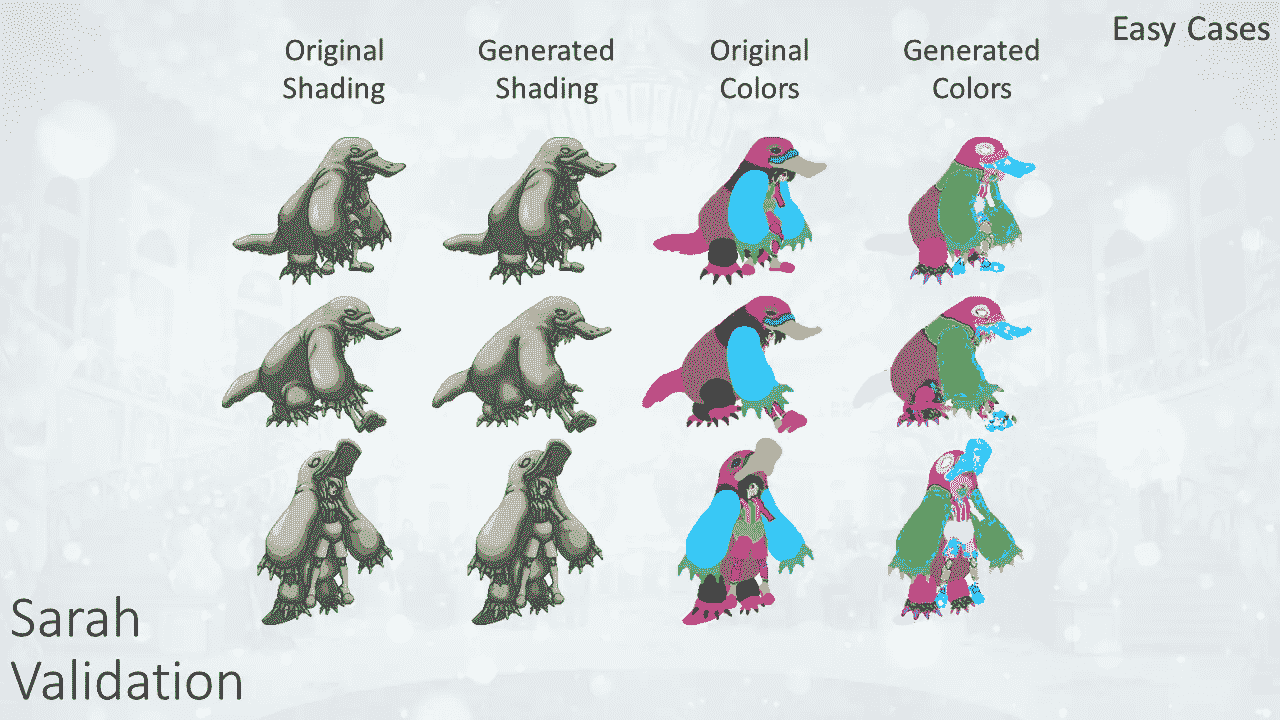 Easy Cases
Original
Shading
Generated
Shading
Original
Colors
Generated
Colors
Sarah
Validation